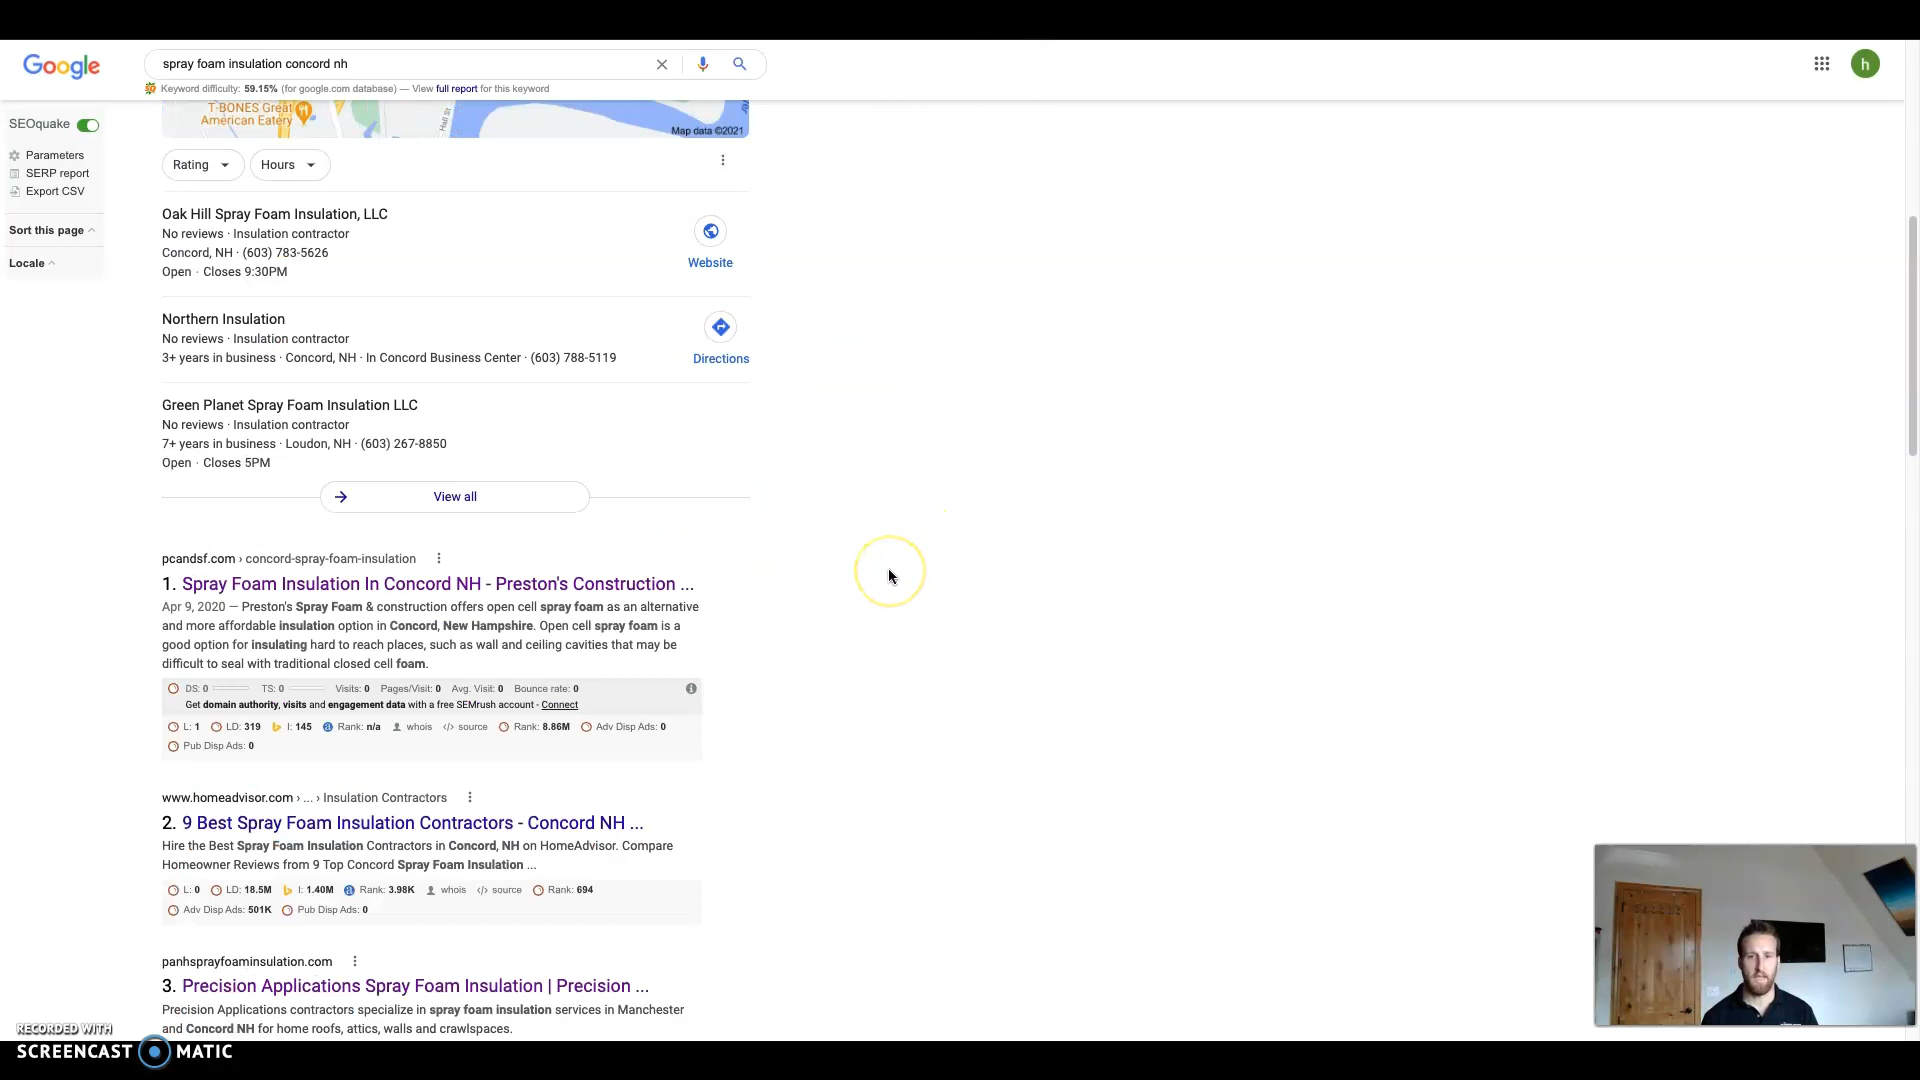 Google
spray foam insulation concord nh
Keyword difficulty: 59.15% (for google.com database) — View full report for this keyword
h
SEOquake
Parameters
SERP report
Export CSV
Sort this page
Locale
T-BONES Great
American Eatery
Hall St
Map data ©2021
Rating
Hours
Oak Hill Spray Foam Insulation, LLC
No reviews · Insulation contractor
Concord, NH · (603) 783-5626
Open · Closes 9:30PM
Website
Northern Insulation
No reviews · Insulation contractor
3+ years in business · Concord, NH · In Concord Business Center · (603) 788-5119
Directions
Green Planet Spray Foam Insulation LLC
No reviews · Insulation contractor
7+ years in business · Loudon, NH · (603) 267-8850
Open · Closes 5PM
View all
pcandsf.com › concord-spray-foam-insulation
1. Spray Foam Insulation In Concord NH - Preston's Construction ...
Apr 9, 2020 — Preston's Spray Foam & construction offers open cell spray foam as an alternative
and more affordable insulation option in Concord, New Hampshire. Open cell spray foam is a
good option for insulating hard to reach places, such as wall and ceiling cavities that may be
difficult to seal with traditional closed cell foam.
DS: 0 TS: 0 Visits: 0 Pages/Visit: 0 Avg. Visit: 0 Bounce rate: 0
Get domain authority, visits and engagement data with a free SEMrush account - Connect
L: 1 LD: 319 I: 145 Rank: n/a whois </> source Rank: 8.86M Adv Disp Ads: 0
Pub Disp Ads: 0
www.homeadvisor.com › ... › Insulation Contractors
2. 9 Best Spray Foam Insulation Contractors - Concord NH ...
Hire the Best Spray Foam Insulation Contractors in Concord, NH on HomeAdvisor. Compare
Homeowner Reviews from 9 Top Concord Spray Foam Insulation ...
L: 0 LD: 18.5M I: 1.40M Rank: 3.98K whois </> source Rank: 694
Adv Disp Ads: 501K Pub Disp Ads: 0
panhsprayfoaminsulation.com
3. Precision Applications Spray Foam Insulation | Precision ...
Precision Applications contractors specialize in spray foam insulation services in Manchester
and Concord NH for home roofs, attics, walls and crawlspaces.
RECORDED WITH
SCREENCAST MATIC